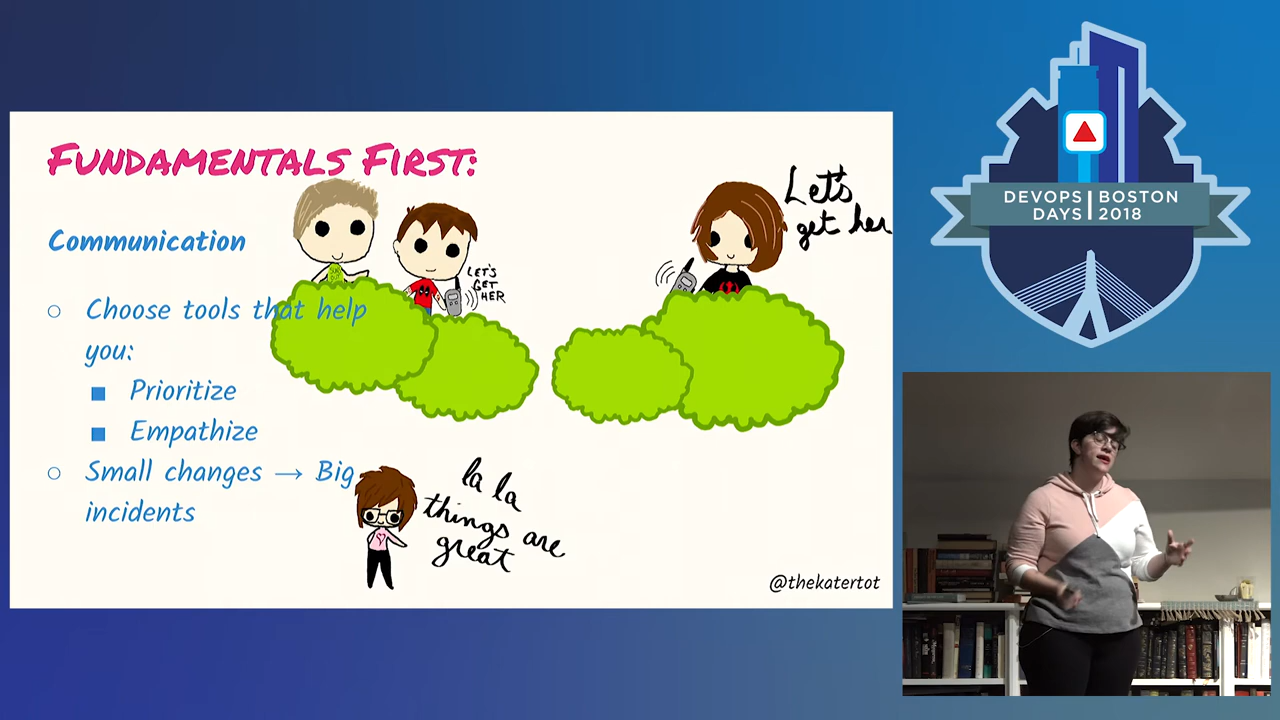 FUNDAMENTALS FIRST:
Communication
Choose tools that help
you:
Prioritize
Empathize
Small changes → Big
incidents
LET'S
GET
HER
Let's
get her
la la
things are
great
@thekatertot
DEVOPS BOSTON
DAYS 2018